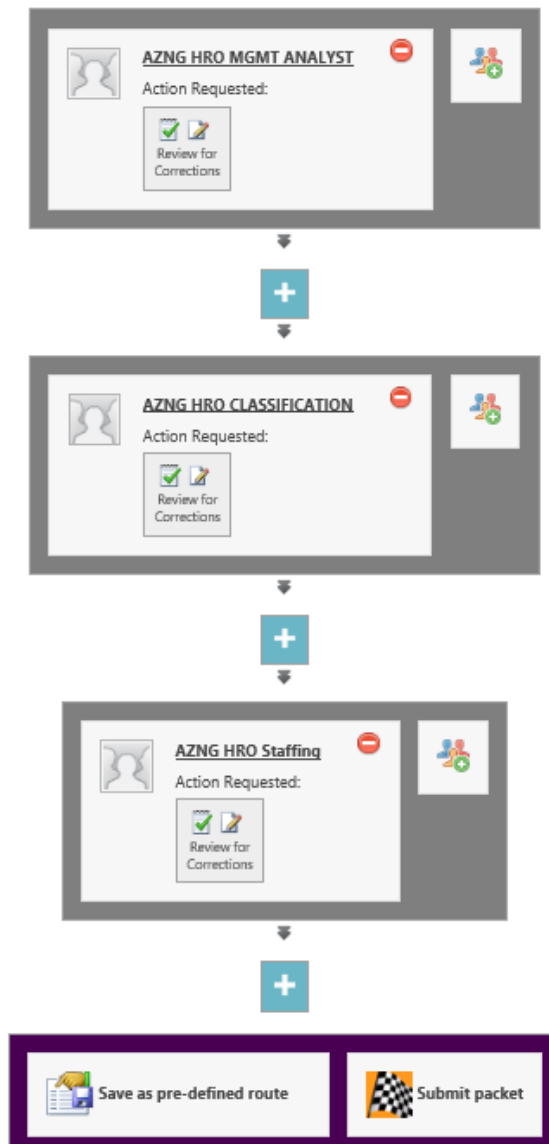 AZNG HRO MGMT ANALYST
Action Requested:
Review for
Corrections
AZNG HRO CLASSIFICATION
Action Requested:
Review for
Corrections
AZNG HRO Staffing
Action Requested:
Review for
Corrections
Save as pre-defined route
Submit packet